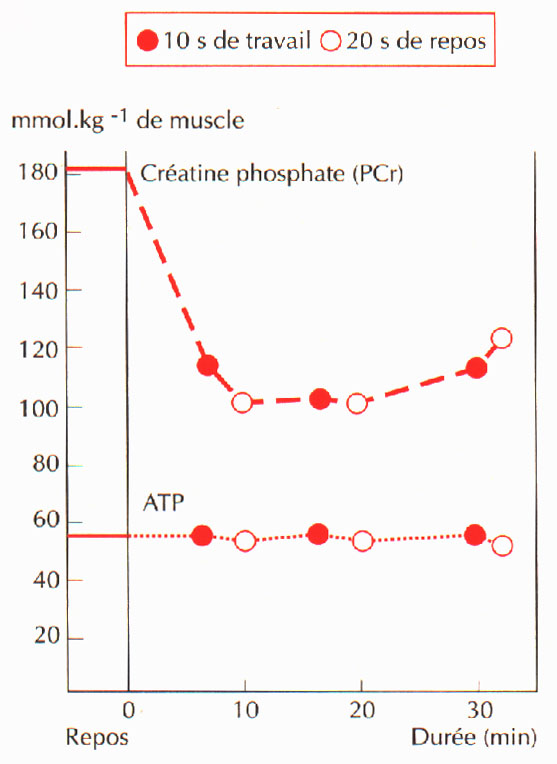 10 s de travail 20 s de repos
mmol.kg -1 de muscle
Créatine phosphate (PCr)
180
160
140
120
100
80
ATP
60
40
20
0 10 20 30
Repos Durée (min)